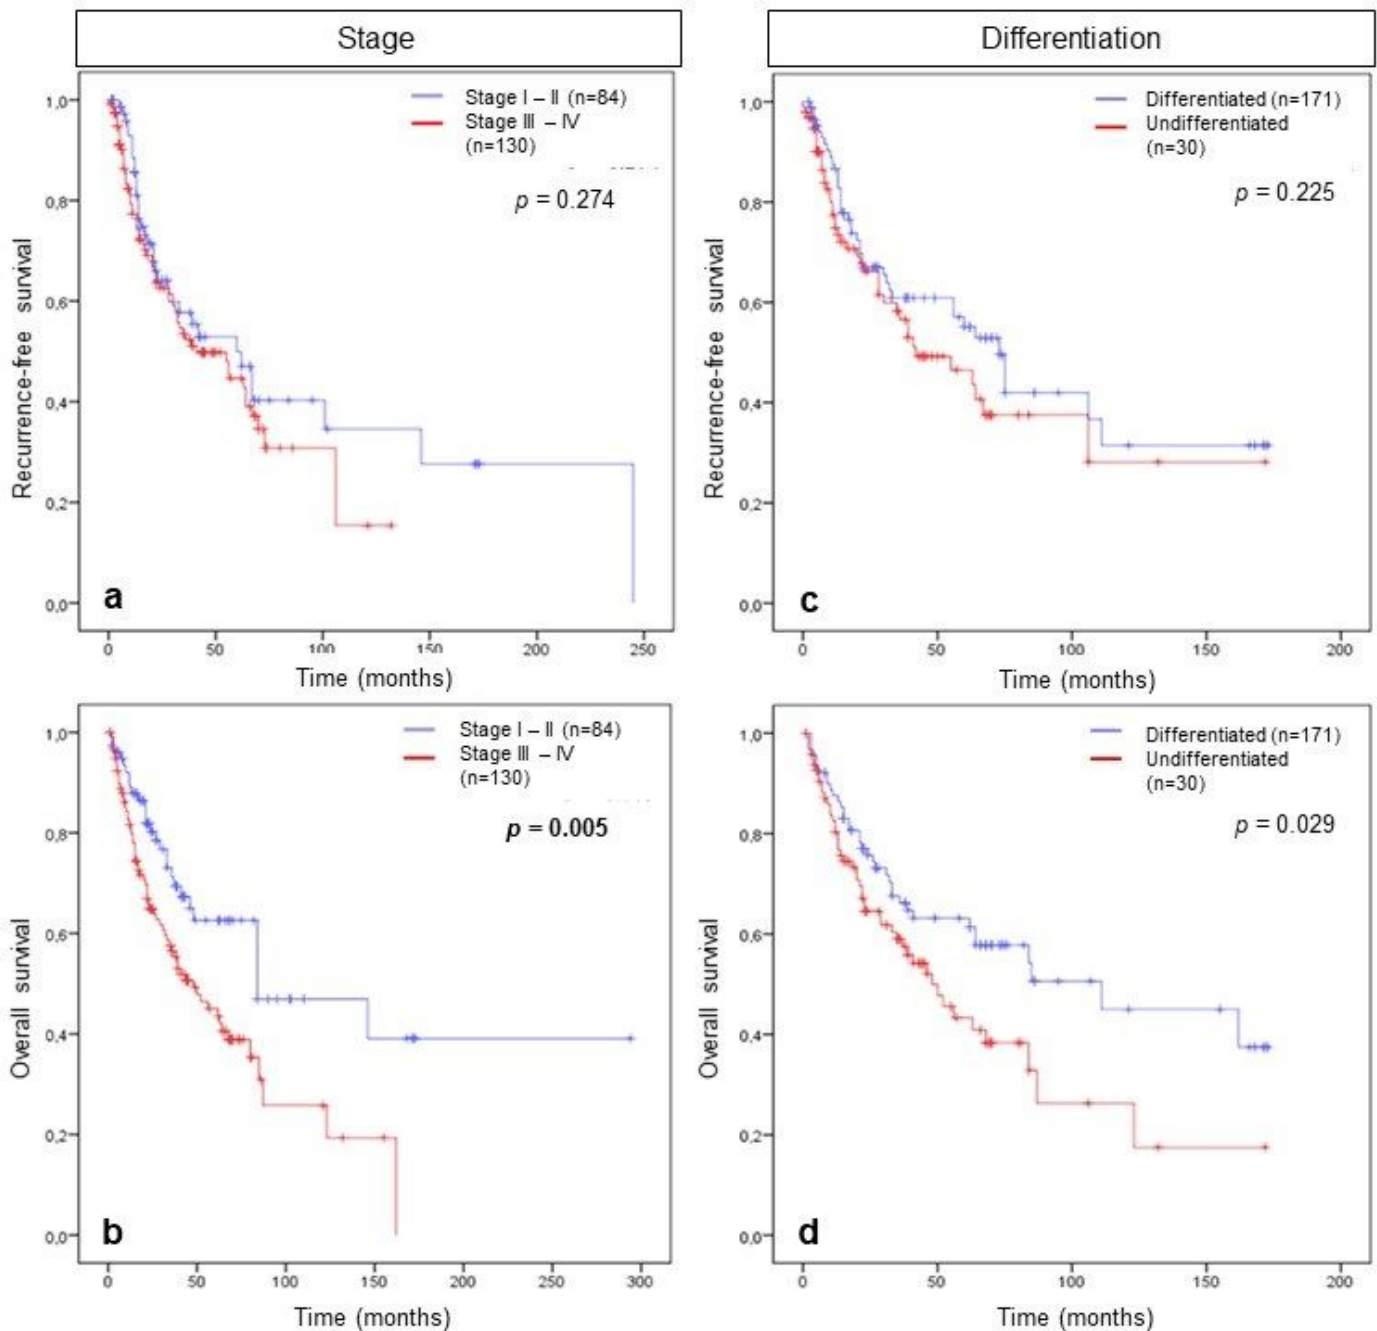 Stage
Differentiation
Recurrence-free survival
1,0
0,8
0,6
0,4
0,2
0,0
Stage I – II (n=84)
Stage III – IV
(n=130)
p = 0.274
a
0 50 100 150 200 250
Time (months)
Recurrence-free survival
1,0
0,8
0,6
0,4
0,2
0,0
Differentiated (n=171)
Undifferentiated
(n=30)
p = 0.225
c
0 50 100 150 200
Time (months)
Overall survival
1,0
0,8
0,6
0,4
0,2
0,0
Stage I – II (n=84)
Stage III – IV
(n=130)
p = 0.005
b
0 50 100 150 200 250 300
Time (months)
Overall survival
1,0
0,8
0,6
0,4
0,2
0,0
Differentiated (n=171)
Undifferentiated
(n=30)
p = 0.029
d
0 50 100 150 200
Time (months)